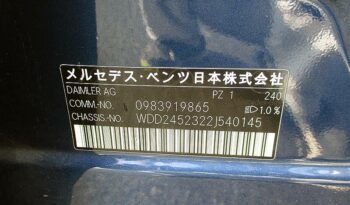 メルセデス・ベンツ日本株式会社
DAIMLER AG PZ 1 240
COMM.-NO. 0983919865 1.0%
CHASSIS.-NO. WDD2452322J540145